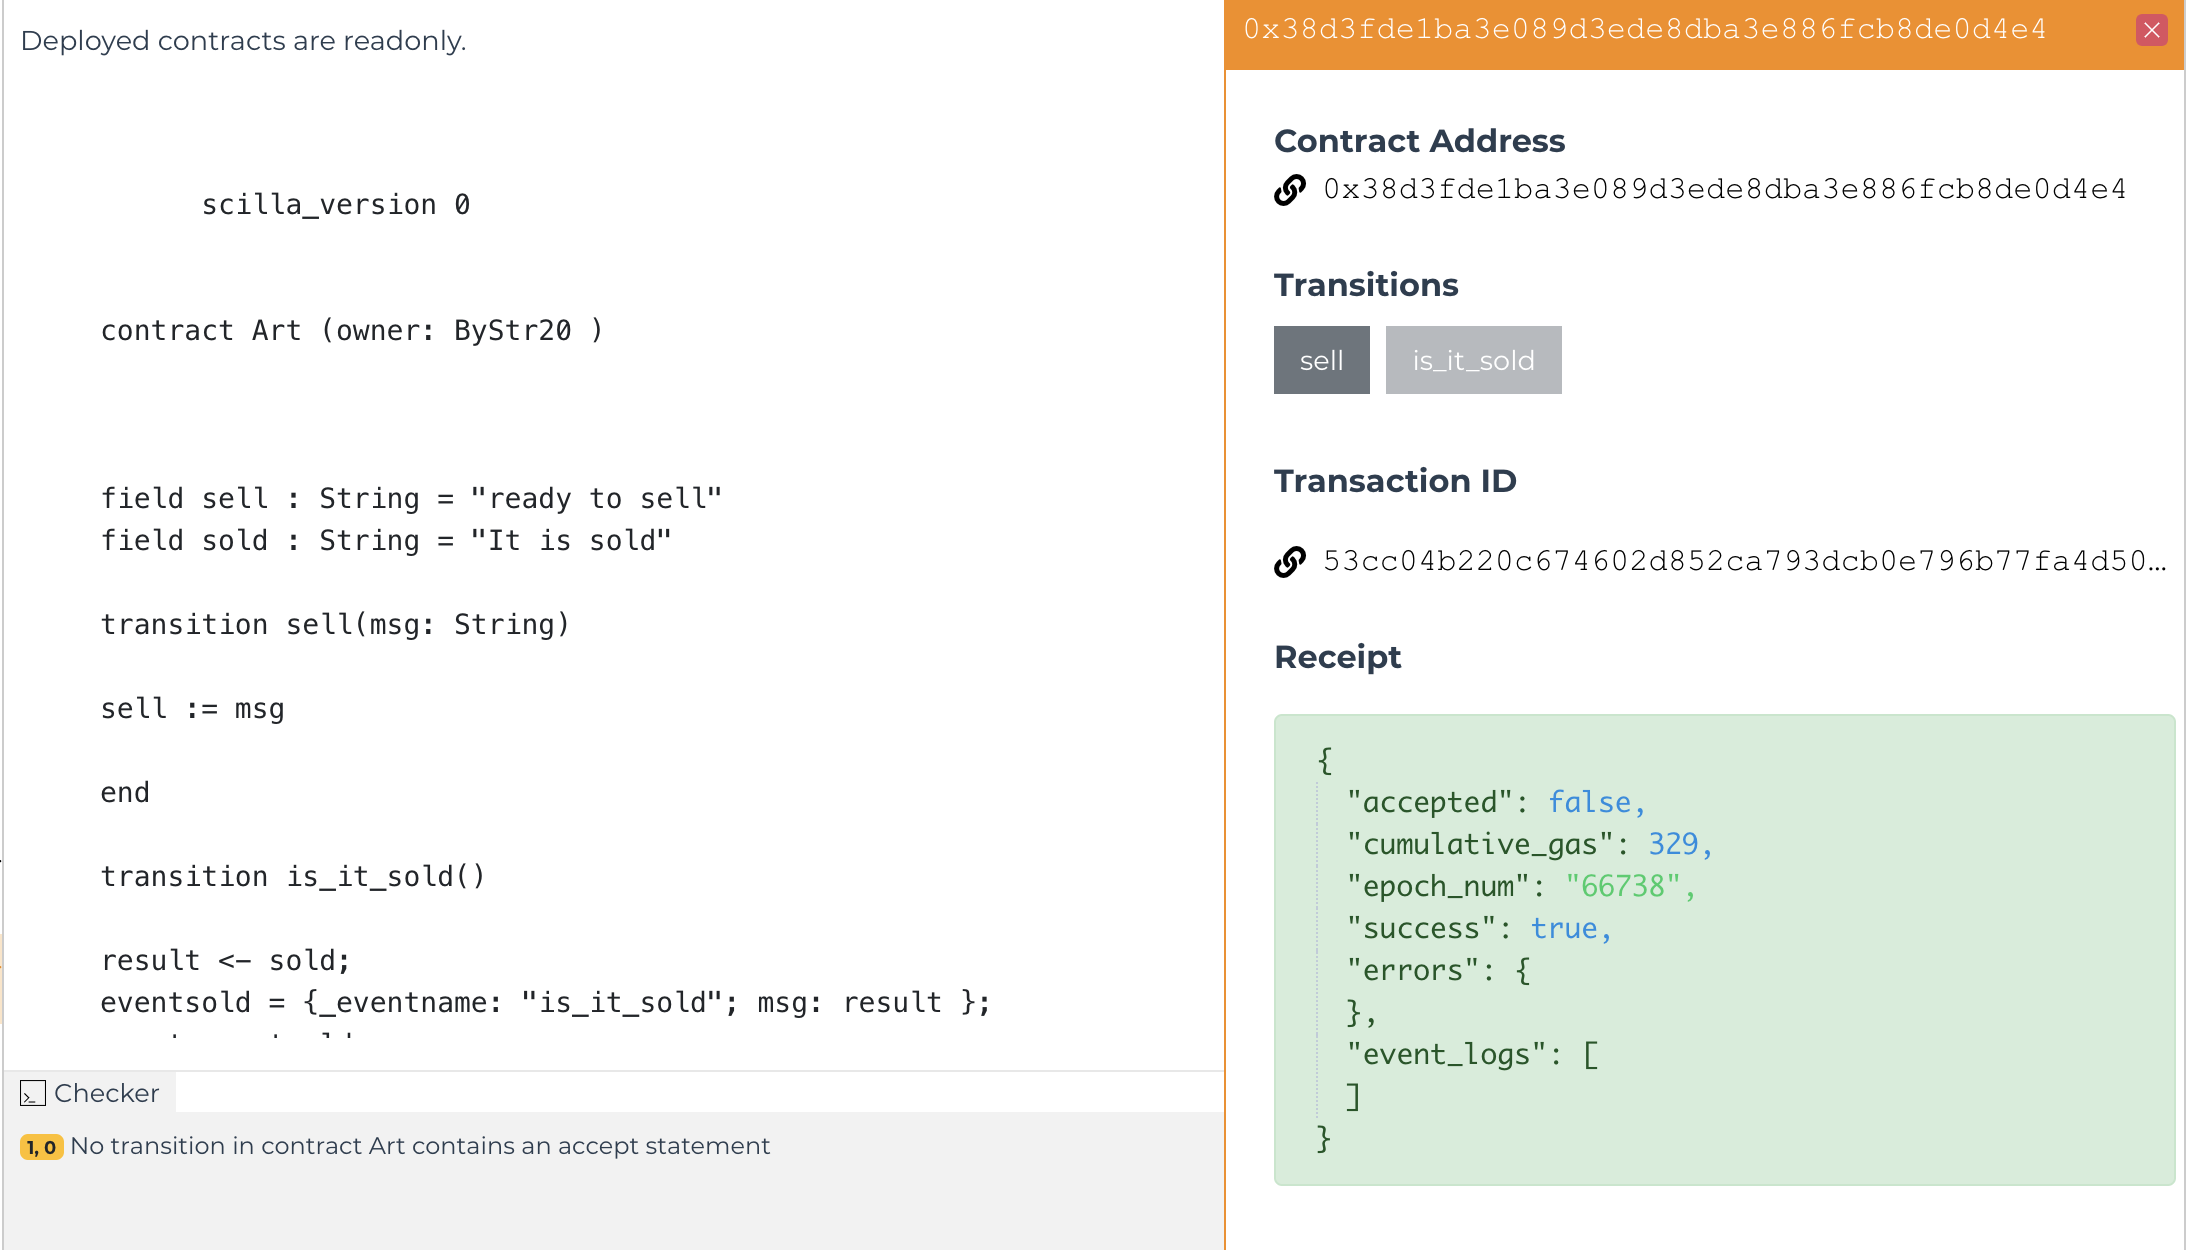 Deployed contracts are readonly.
scilla_version 0
contract Art (owner: ByStr20 )
field sell : String = "ready to sell"
field sold : String = "It is sold"
transition sell(msg: String)
sell := msg
end
transition is_it_sold()
result <- sold;
eventsold = {_eventname: "is_it_sold"; msg: result };
Checker
1, 0 No transition in contract Art contains an accept statement
0x38d3fde1ba3e089d3ede8dba3e886fcb8de0d4e4
Contract Address
0x38d3fde1ba3e089d3ede8dba3e886fcb8de0d4e4
Transitions
sell is_it_sold
Transaction ID
53cc04b220c674602d852ca793dcb0e796b77fa4d50...
Receipt
{
"accepted": false,
"cumulative_gas": 329,
"epoch_num": "66738",
"success": true,
"errors": {
},
"event_logs": [
]
}